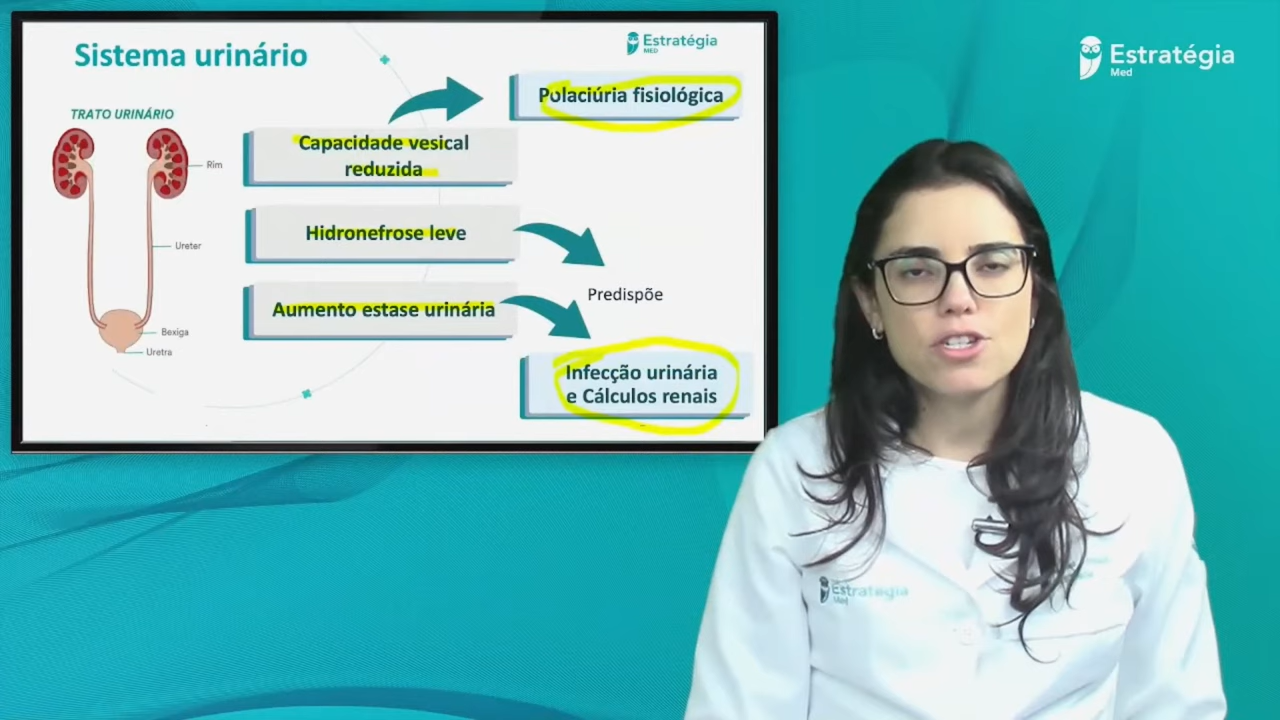 Sistema urinário
Estratégia
MED
TRATO URINÁRIO
Rim
Ureter
Bexiga
Uretra
Capacidade vesical
reduzida
Polaciúria fisiológica
Hidronefrose leve
Predispõe
Aumento estase urinária
Infecção urinária
e Cálculos renais
Estratégia
Med
Estratégia
Med